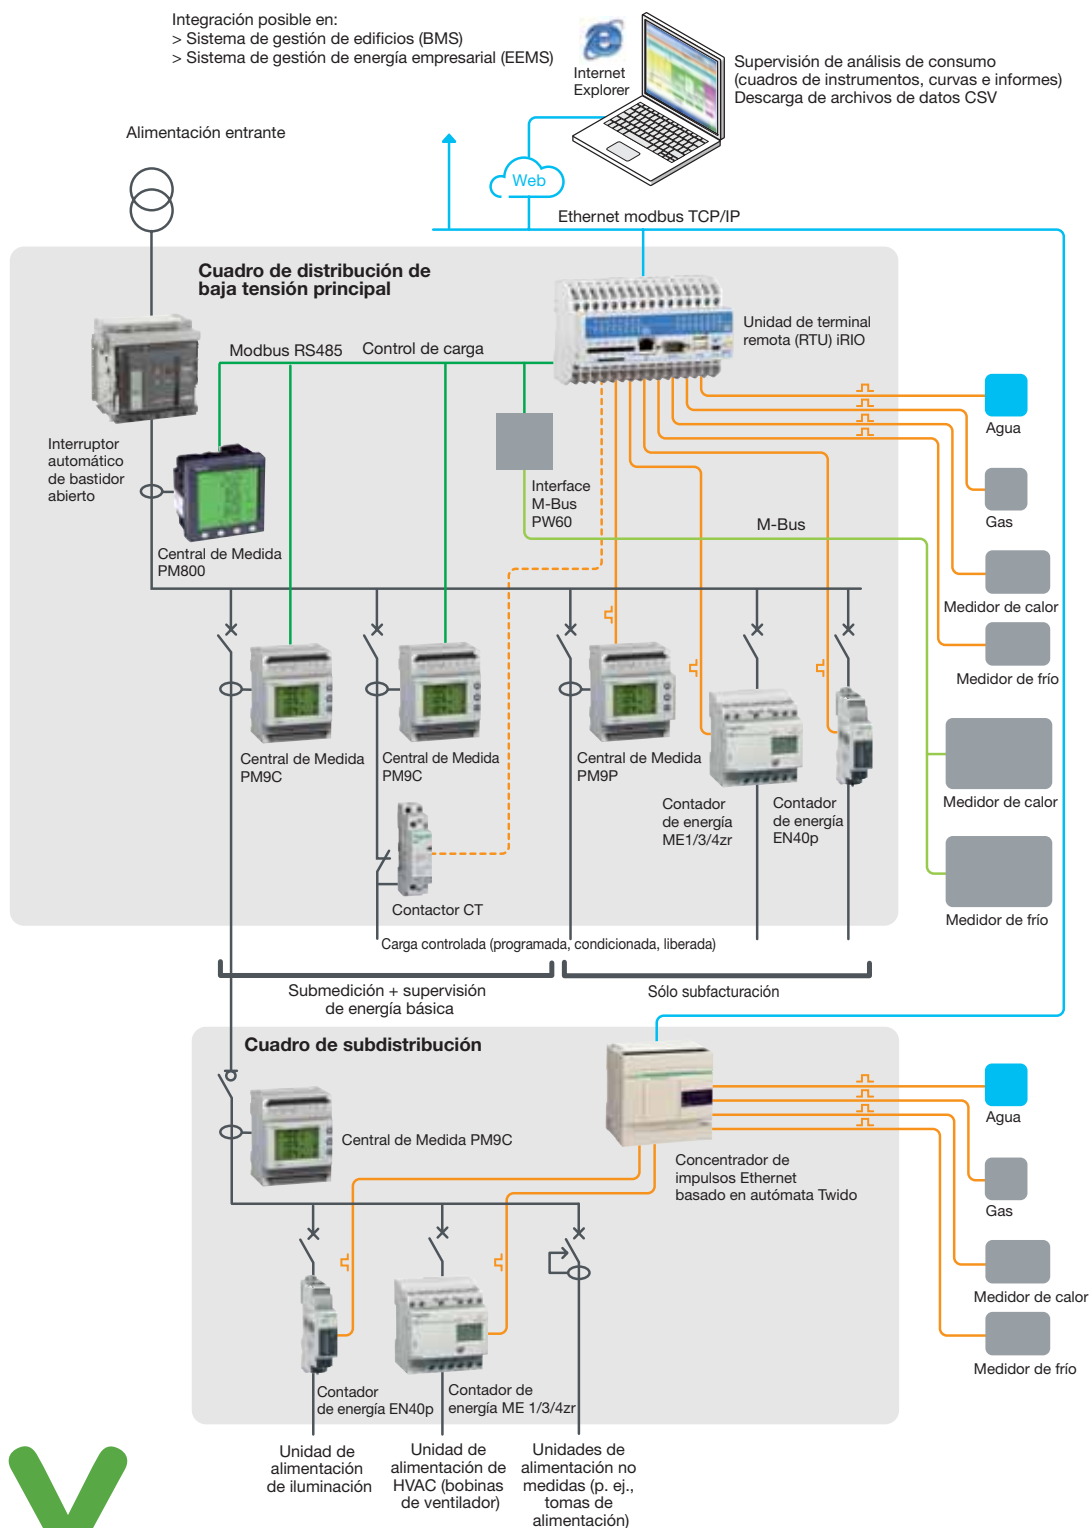 Integración posible en:
> Sistema de gestión de edificios (BMS)
> Sistema de gestión de energía empresarial (EEMS)
Internet
Explorer
Supervisión de análisis de consumo
(cuadros de instrumentos, curvas e informes)
Descarga de archivos de datos CSV
Alimentación entrante
Web
Ethernet modbus TCP/IP
Cuadro de distribución de
baja tensión principal
Unidad de terminal
remota (RTU) iRIO
Modbus RS485
Control de carga
Agua
Interruptor
automático
de bastidor
abierto
Interface
M-Bus
PW60
Gas
M-Bus
Central de Medida
PM800
Medidor de calor
Medidor de frío
Central de Medida
PM9C
Central de Medida
PM9C
Central de Medida
PM9P
Contador
de energía
ME1/3/4zr
Contador
de energía
EN40p
Medidor de calor
Contactor CT
Medidor de frío
Carga controlada (programada, condicionada, liberada)
Submedición + supervisión
de energía básica
Sólo subfacturación
Cuadro de subdistribución
Central de Medida PM9C
Concentrador de
impulsos Ethernet
basado en autómata Twido
Agua
Gas
Medidor de calor
Medidor de frío
Contador
de energía EN40p
Contador de
energía ME 1/3/4zr
Unidad de
alimentación
de iluminación
Unidad de
alimentación de
HVAC (bobinas
de ventilador)
Unidades de
alimentación no
medidas (p. ej.,
tomas de
alimentación)